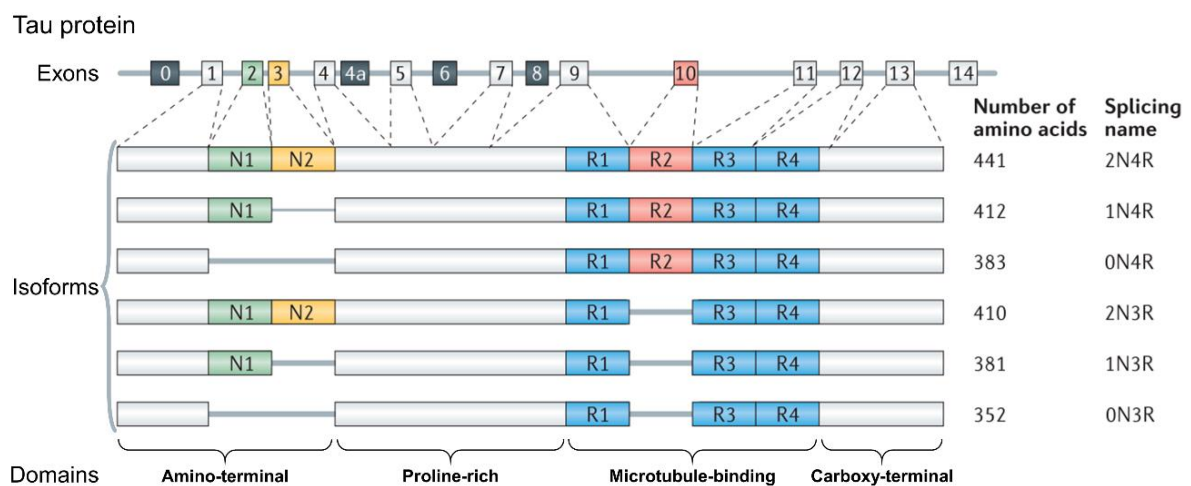 Tau protein
Exons 0 1 2 3 4 4a 5 6 7 8 9 10 11 12 13 14
Number of amino acids Splicing name
N1 N2 R1 R2 R3 R4 441 2N4R
N1 R1 R2 R3 R4 412 1N4R
R1 R2 R3 R4 383 0N4R
Isoforms
N1 N2 R1 R3 R4 410 2N3R
N1 R1 R3 R4 381 1N3R
R1 R3 R4 352 0N3R
Domains Amino-terminal Proline-rich Microtubule-binding Carboxy-terminal